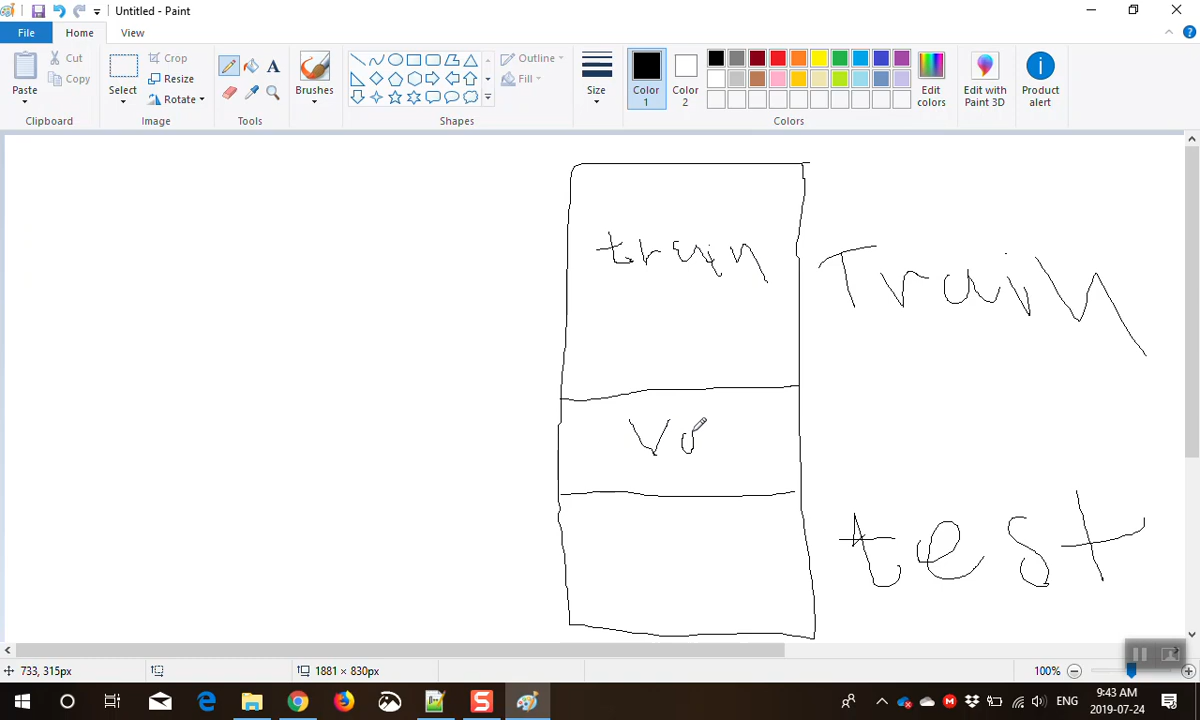 Untitled - Paint
File Home View
Paste
Cut
Copy
Clipboard
Select
Crop
Resize
Rotate
Image
Tools
Brushes
Shapes
Outline
Fill
Size
Color 1
Color 2
Edit colors
Colors
Edit with Paint 3D
Product alert
train
Train
test
733, 315px
1881 × 830px
100%
ENG
9:43 AM
2019-07-24